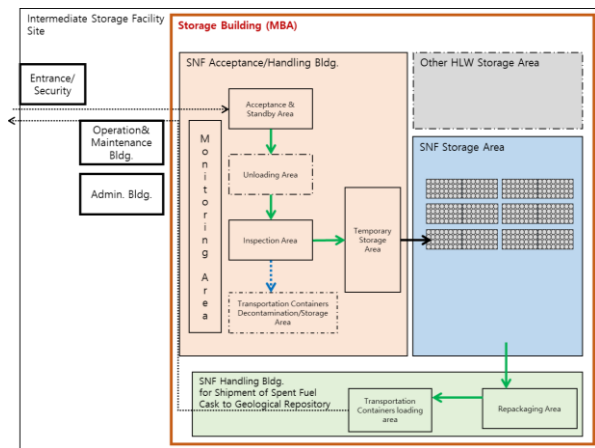 Intermediate Storage Facility
Site
Storage Building (MBA)
SNF Acceptance/Handling Bldg.
Other HLW Storage Area
Entrance/
Security
Acceptance &
Standby Area
Operation&
Maintenance
Bldg.
Admin. Bldg.
Monitoring Area
Unloading Area
Inspection Area
Temporary
Storage
Area
Transportation Containers
Decontamination/Storage
Area
SNF Storage Area
SNF Handling Bldg.
for Shipment of Spent Fuel
Cask to Geological Repository
Transportation
Containers loading
area
Repackaging Area